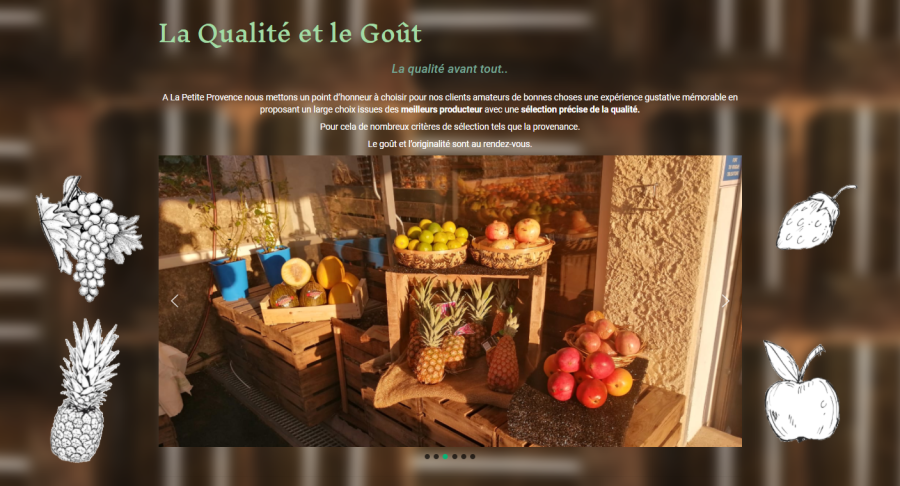 La Qualité et le Goût
La qualité avant tout..
A La Petite Provence nous mettons un point d'honneur à choisir pour nos clients amateurs de bonnes choses une expérience gustative mémorable en
proposant un large choix issues des meilleurs producteur avec une sélection précise de la qualité.
Pour cela de nombreux critères de sélection tels que la provenance.
Le goût et l'originalité sont au rendez-vous.